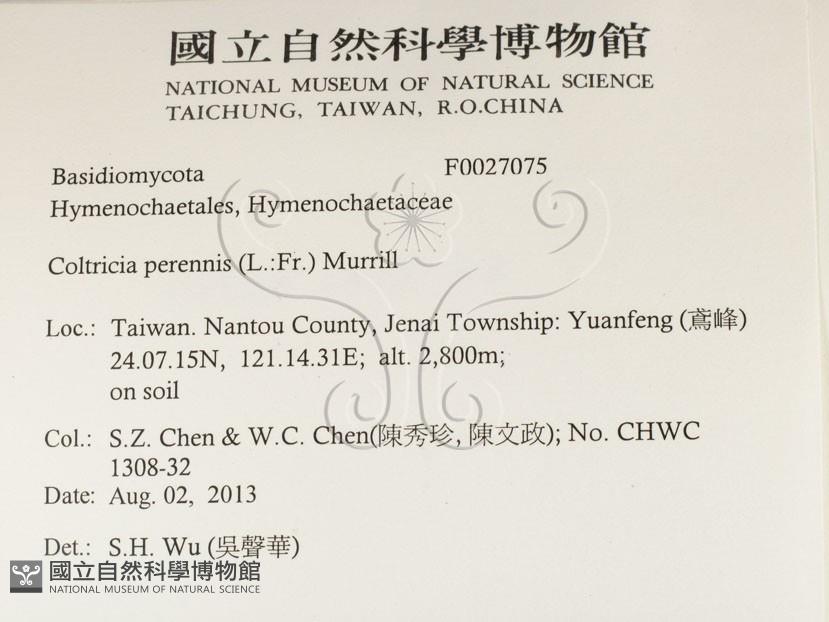 國立自然科學博物館
NATIONAL MUSEUM OF NATURAL SCIENCE
TAICHUNG, TAIWAN, R.O.CHINA
Basidiomycota F0027075
Hymenochaetales, Hymenochaetaceae
Coltricia perennis (L.:Fr.) Murrill
Loc.: Taiwan. Nantou County, Jenai Township: Yuanfeng (鳶峰)
24.07.15N, 121.14.31E; alt. 2,800m;
on soil
Col.: S.Z. Chen & W.C. Chen(陳秀珍, 陳文政); No. CHWC
1308-32
Date: Aug. 02, 2013
Det.: S.H. Wu (吳聲華)
國立自然科學博物館
NATIONAL MUSEUM OF NATURAL SCIENCE